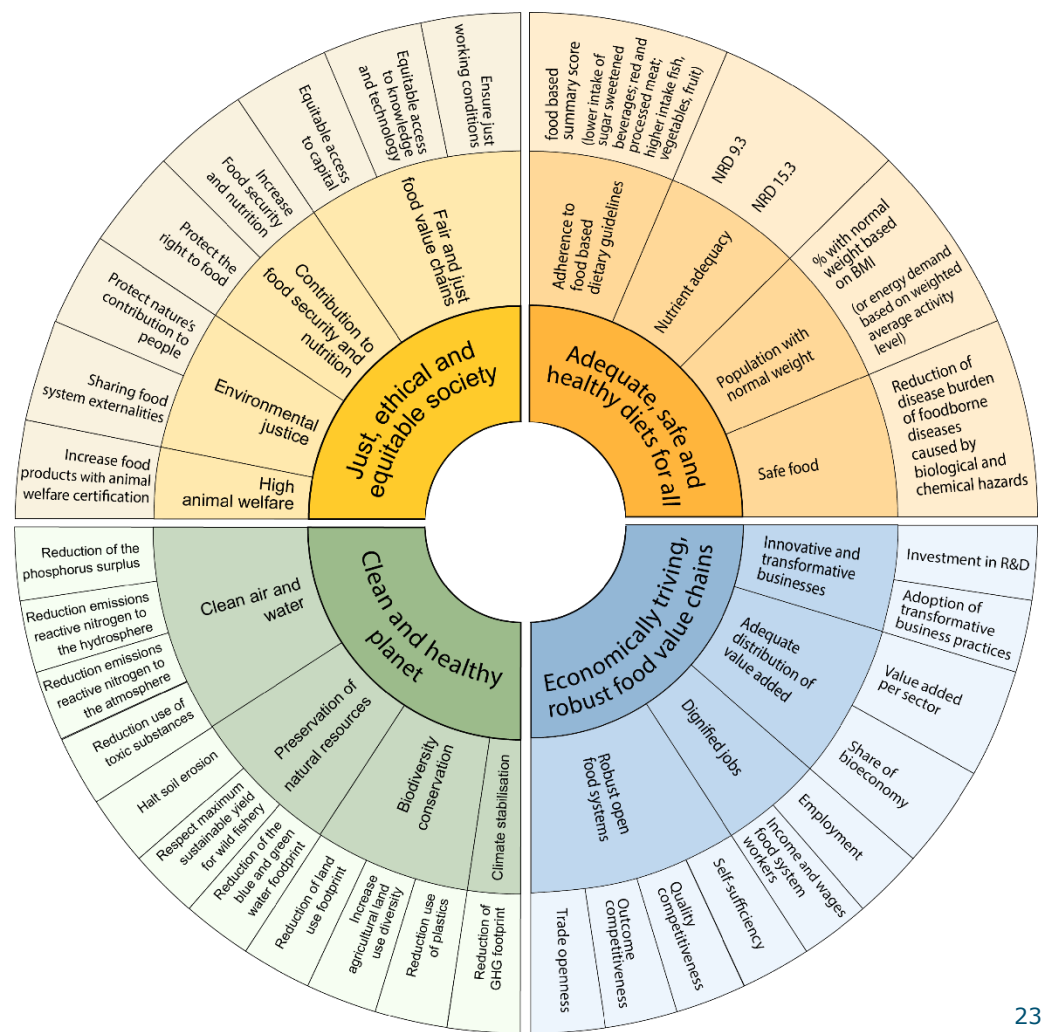 Just, ethical and
equitable society
Fair and just
food value chains
Ensure just
working conditions
Equitable access
to knowledge
and technology
Equitable access
to capital
Contribution to
food security and
nutrition
Increase
Food security
and nutrition
Protect the
right to food
Environmental
justice
Protect nature's
contribution to
people
Sharing food
system externalities
High
animal welfare
Increase food
products with animal
welfare certification
Adequate, safe and
healthy diets for all
Adherence to
food based
dietary guidelines
food based
summary score
(lower intake of
sugar sweetened
beverages; red and
processed meat;
higher intake fish,
vegetables, fruit)
Nutrient adequacy
NRD 9.3
NRD 15.3
Population with
normal weight
% with normal
weight based
on BMI
(or energy demand
based on weighted
average activity
level)
Safe food
Reduction of
disease burden
of foodborne
diseases
caused by
biological and
chemical hazards
Clean and healthy
planet
Clean air and
water
Reduction of the
phosphorus surplus
Reduction emissions
reactive nitrogen to
the hydrosphere
Reduction emissions
reactive nitrogen to
the atmosphere
Reduction use of
toxic substances
Preservation of
natural resources
Halt soil erosion
Respect maximum
sustainable yield
for wild fishery
Reduction of the
blue and green
water footprint
Biodiversity
conservation
Reduction of land
use footprint
Increase
agricultural land
use diversity
Reduction use
of plastics
Climate stabilisation
Reduction of
GHG footprint
Economically triving,
robust food value chains
Innovative and
transformative
businesses
Investment in R&D
Adoption of
transformative
business practices
Adequate
distribution of
value added
Value added
per sector
Share of
bioeconomy
Dignified jobs
Employment
Income and wages
food system
workers
Robust open
food systems
Self-sufficiency
Quality
competitiveness
Outcome
competitiveness
Trade openness
23